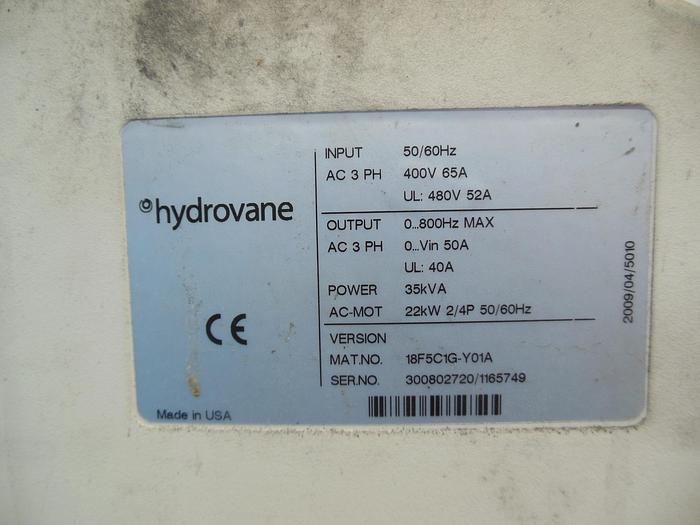 hydrovane
CE
Made in USA
INPUT 50/60Hz
AC 3 PH 400V 65A
UL: 480V 52A
OUTPUT 0...800Hz MAX
AC 3 PH 0...Vin 50A
UL: 40A
POWER 35kVA
AC-MOT 22kW 2/4P 50/60Hz
VERSION
MAT.NO. 18F5C1G-Y01A
SER.NO. 300802720/1165749
2009/04/5010